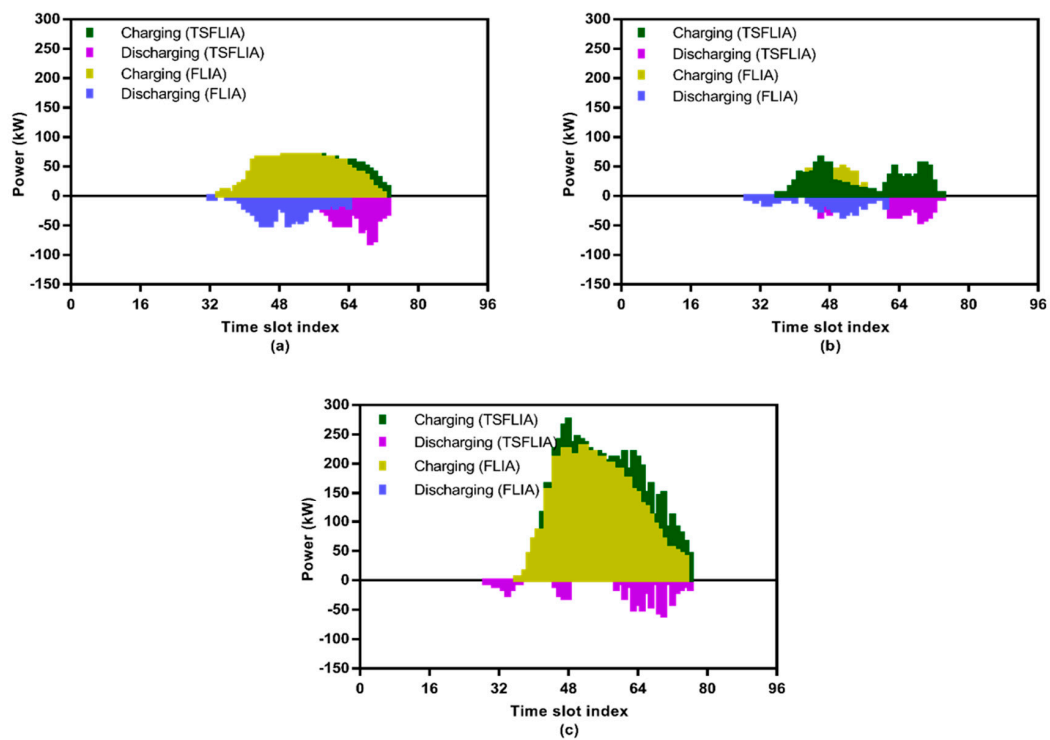 300
250
200
150
100
50
0
-50
-100
-150
Power (kW)
Charging (TSFLIA)
Discharging (TSFLIA)
Charging (FLIA)
Discharging (FLIA)
0 16 32 48 64 80 96
Time slot index
(a)
300
250
200
150
100
50
0
-50
-100
-150
Power (kW)
Charging (TSFLIA)
Discharging (TSFLIA)
Charging (FLIA)
Discharging (FLIA)
0 16 32 48 64 80 96
Time slot index
(b)
300
250
200
150
100
50
0
-50
-100
-150
Power (kW)
Charging (TSFLIA)
Discharging (TSFLIA)
Charging (FLIA)
Discharging (FLIA)
0 16 32 48 64 80 96
Time slot index
(c)